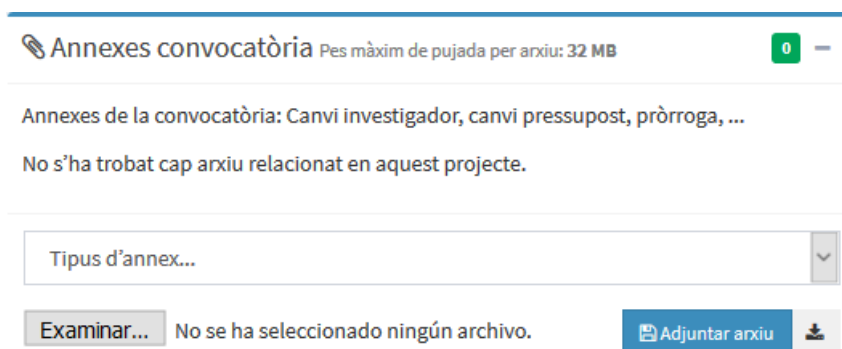 Annexes convocatòria Pes màxim de pujada per arxiu: 32 MB 0
Annexes de la convocatòria: Canvi investigador, canvi pressupost, pròrroga, ...
No s'ha trobat cap arxiu relacionat en aquest projecte.
Tipus d'annex...
Examinar... No se ha seleccionado ningún archivo. Adjuntar arxiu